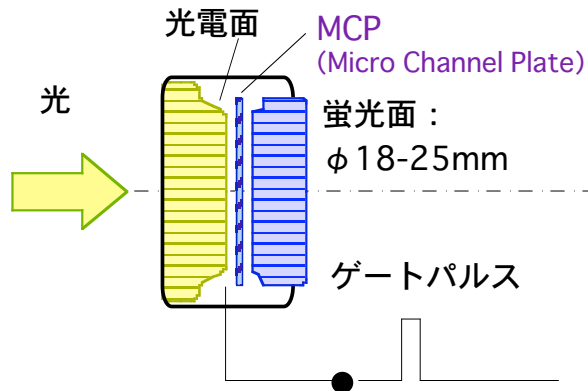 光電面
MCP
(Micro Channel Plate)
光
蛍光面：
φ18-25mm
ゲートパルス